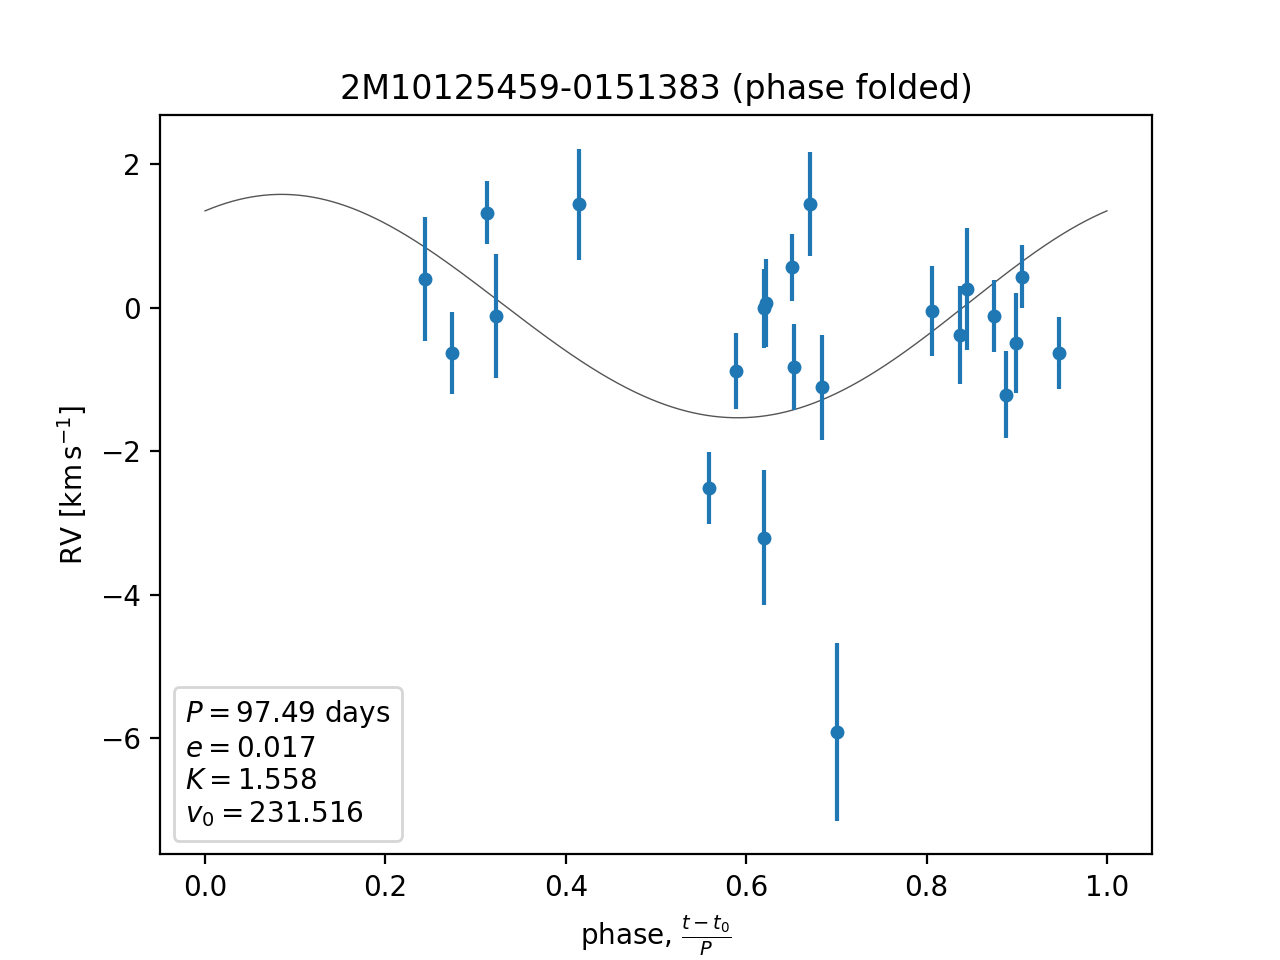 2M10125459-0151383 (phase folded)
2
0
−2
−4
−6
RV [km s⁻¹]
P = 97.49 days
e = 0.017
K = 1.558
v₀ = 231.516
0.0 0.2 0.4 0.6 0.8 1.0
phase, (t − t₀)/P